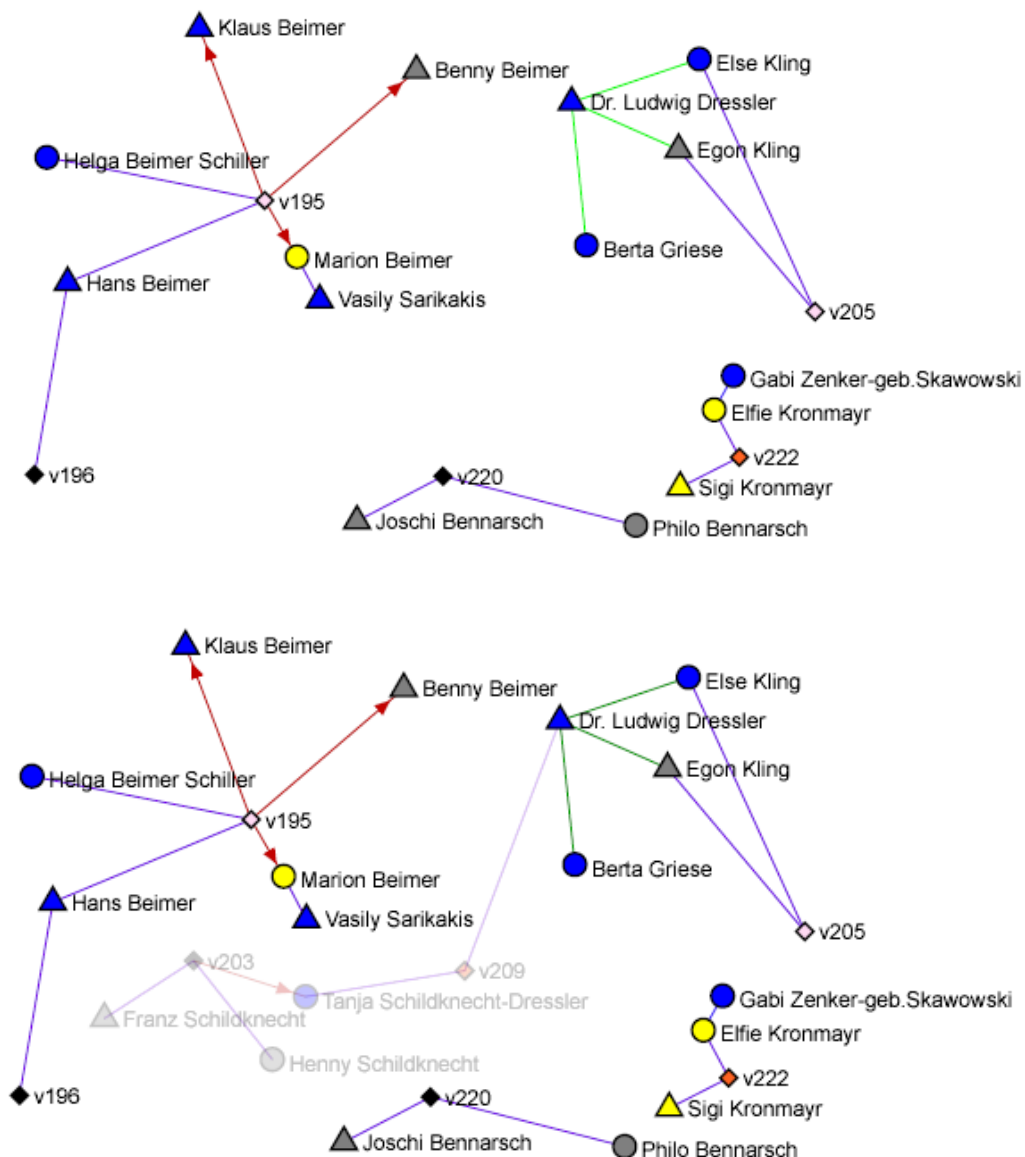 Klaus Beimer
Benny Beimer
Else Kling
Dr. Ludwig Dressler
Egon Kling
Helga Beimer Schiller
v195
Berta Griese
Marion Beimer
Hans Beimer
Vasily Sarikakis
v205
Gabi Zenker-geb.Skawowski
Elfie Kronmayr
v222
v196
v220
Sigi Kronmayr
Joschi Bennarsch
Philo Bennarsch
Klaus Beimer
Benny Beimer
Else Kling
Dr. Ludwig Dressler
Egon Kling
Helga Beimer Schiller
v195
Berta Griese
Marion Beimer
Hans Beimer
Vasily Sarikakis
v205
v203
v209
Tanja Schildknecht-Dressler
Gabi Zenker-geb.Skawowski
Franz Schildknecht
Elfie Kronmayr
Henny Schildknecht
v222
v196
v220
Sigi Kronmayr
Joschi Bennarsch
Philo Bennarsch